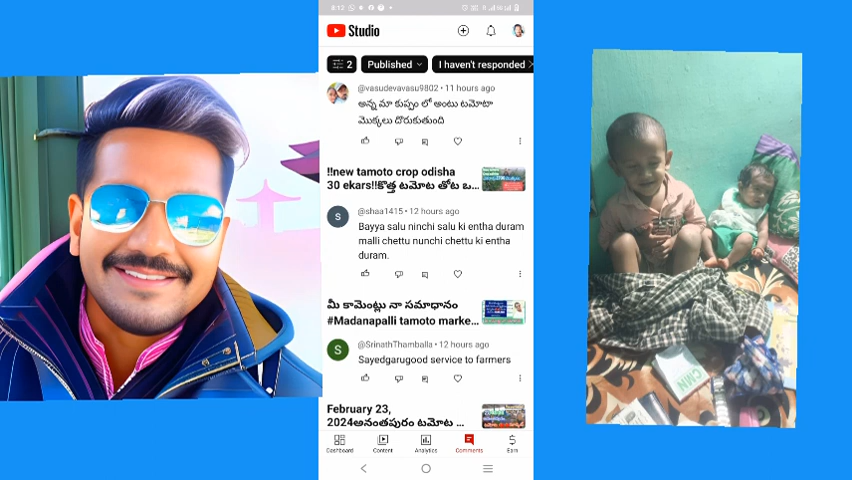 8:12
Studio
2
Published
I haven't responded
@vasudevavasu9802 • 11 hours ago
అన్న మా కుప్పం లో అంటు టమోటా
మొక్కలు దొరుకుతుంది
!!new tamoto crop odisha
30 ekars!!కొత్త టమోట తోట ఒ...
S
@shaa1415 • 12 hours ago
Bayya salu ninchi salu ki entha duram
malli chettu nunchi chettu ki entha
duram.
మీ కామెంట్లు నా సమాధానం
#Madanapalli tamoto marke...
S
@SrinathThamballa • 12 hours ago
Sayedgarugood service to farmers
February 23,
2024అనంతపురం టమోట ...
Dashboard
Content
Analytics
Comments
Earn
CMN